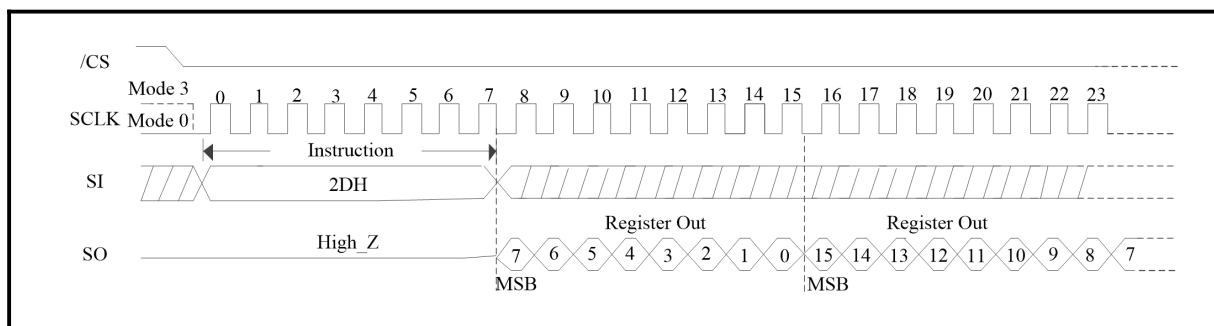 /CS
Mode 3
0 1 2 3 4 5 6 7 8 9 10 11 12 13 14 15 16 17 18 19 20 21 22 23
SCLK Mode 0
Instruction
SI
2DH
Register Out Register Out
High_Z
SO
7 6 5 4 3 2 1 0 15 14 13 12 11 10 9 8 7
MSB MSB